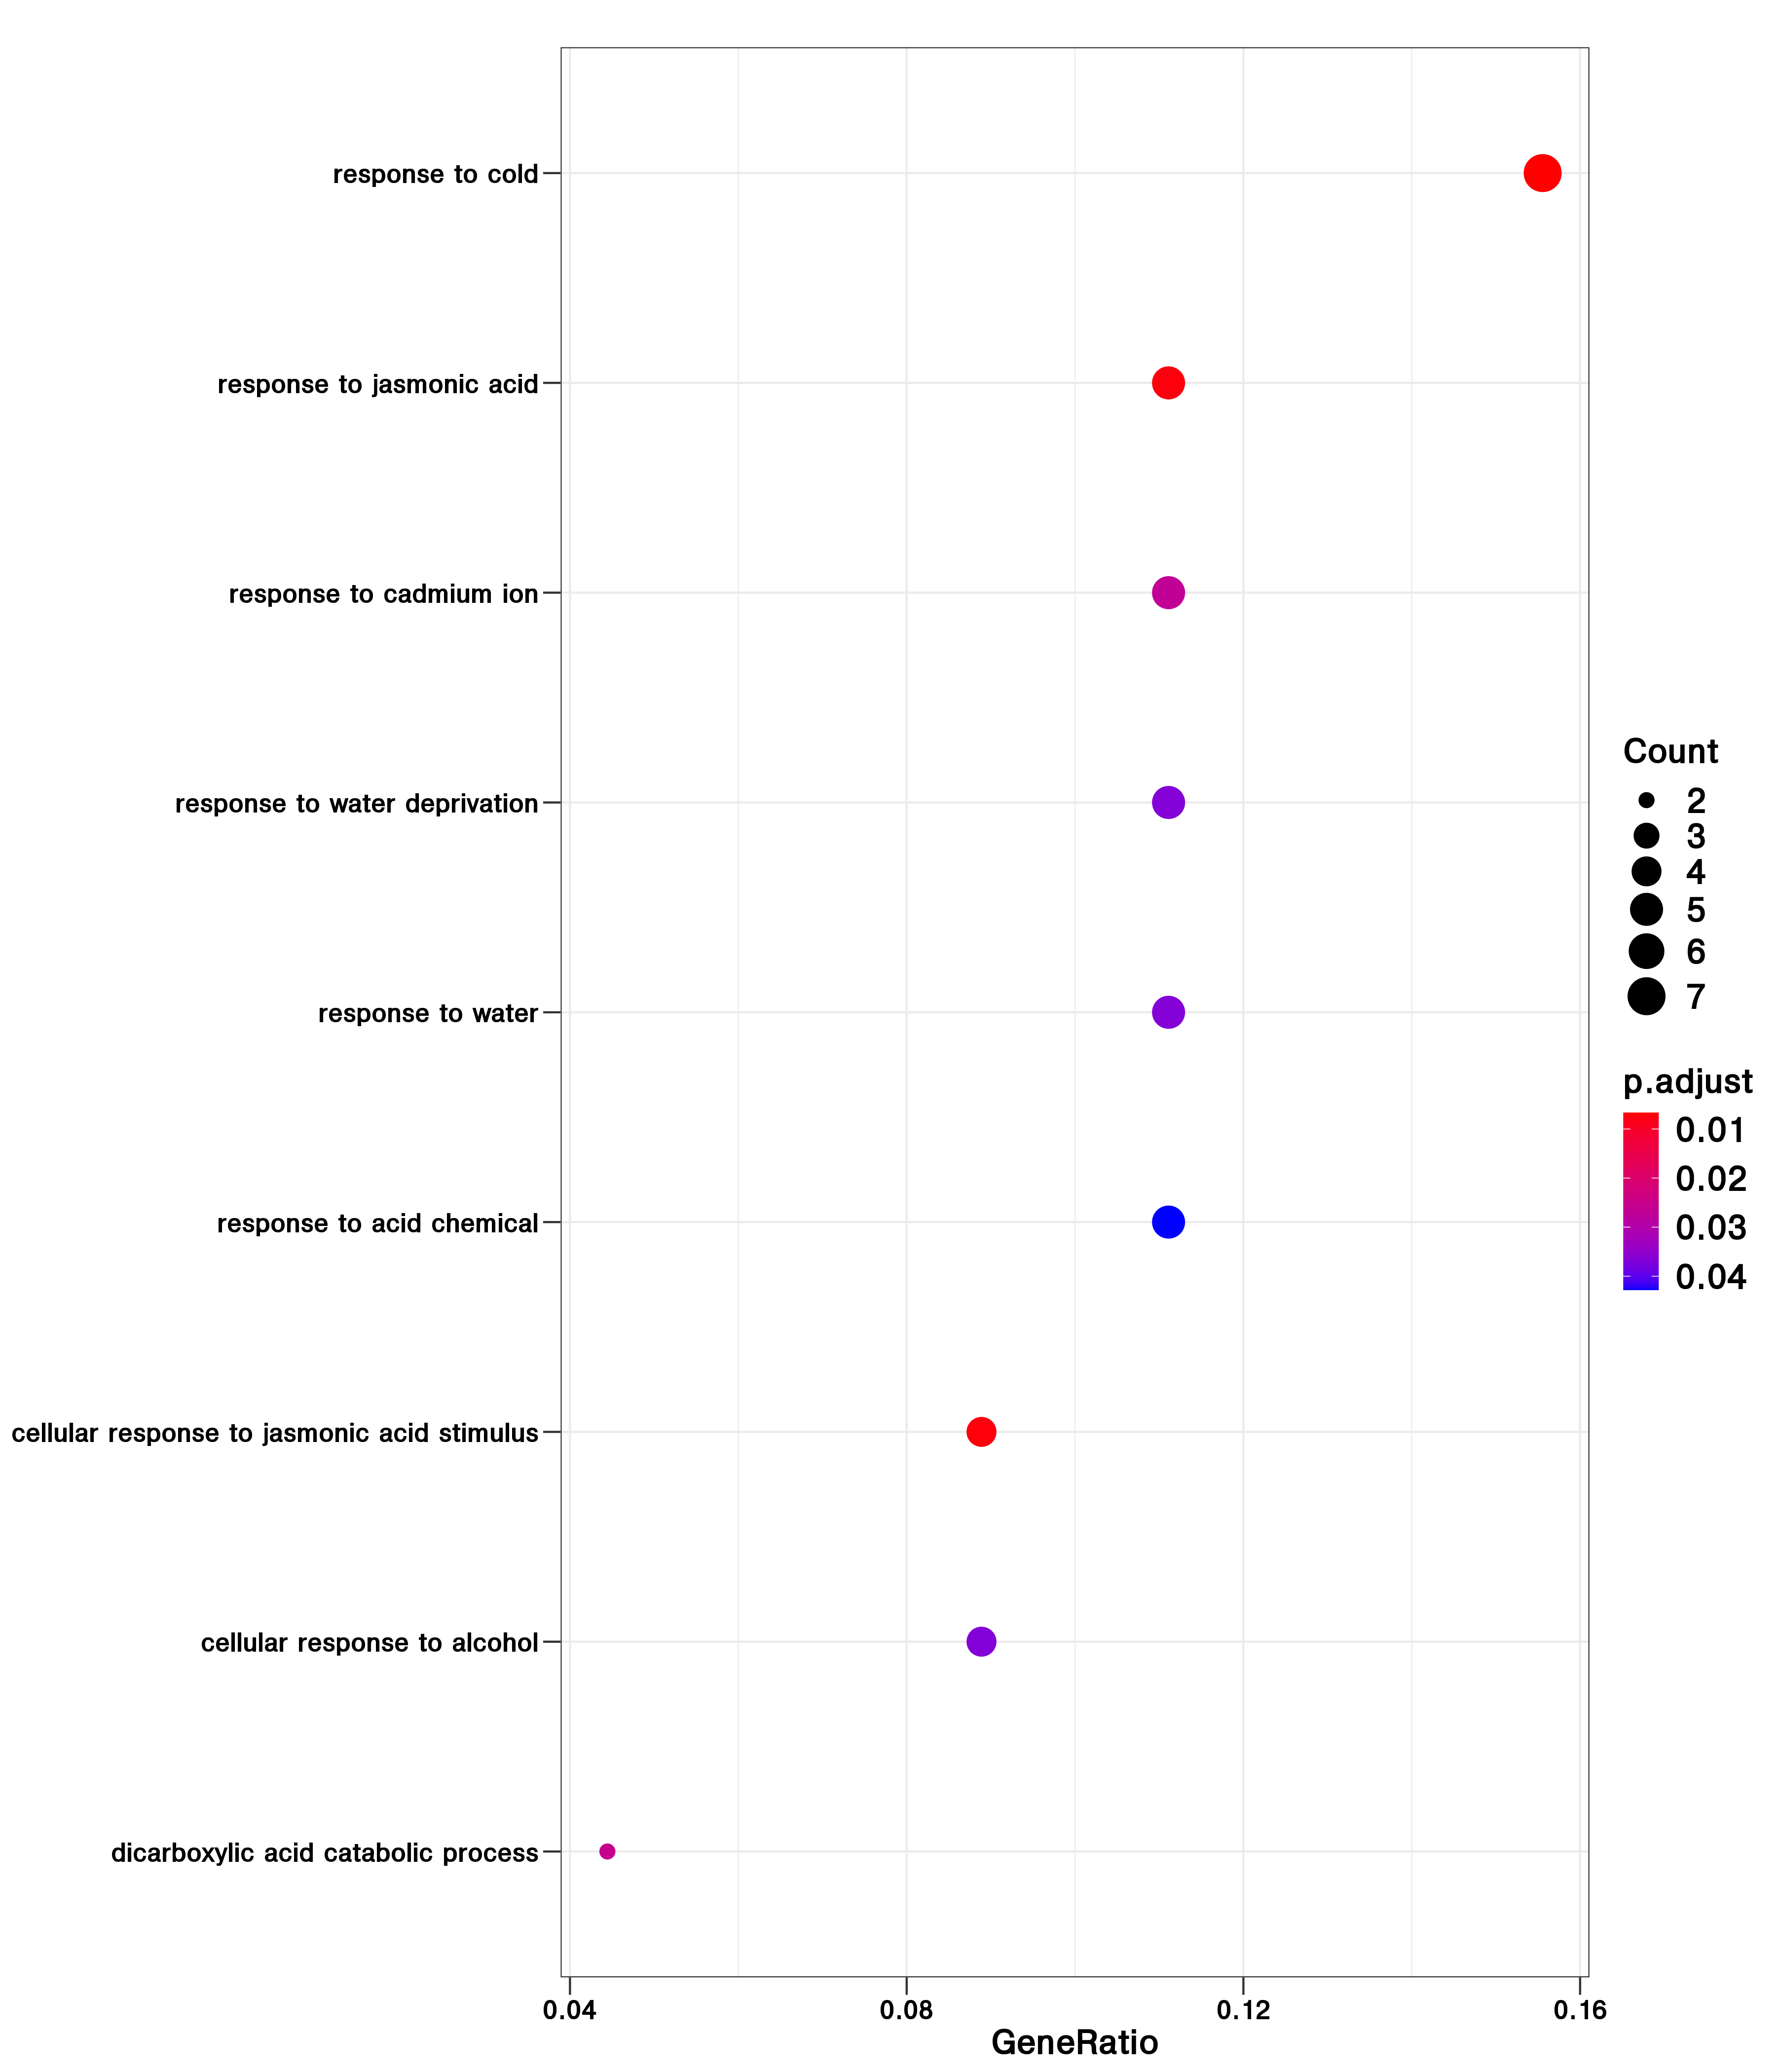 response to cold
response to jasmonic acid
response to cadmium ion
response to water deprivation
response to water
response to acid chemical
cellular response to jasmonic acid stimulus
cellular response to alcohol
dicarboxylic acid catabolic process
0.04 0.08 0.12 0.16
GeneRatio
Count
2
3
4
5
6
7
p.adjust
0.01
0.02
0.03
0.04